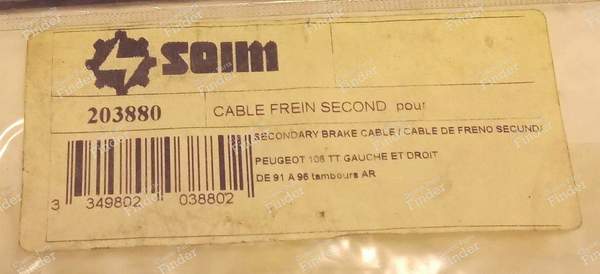 SQIM
203880 CABLE FREIN SECOND pour
SECONDARY BRAKE CABLE / CABLE DE FRENO SECUND
PEUGEOT 106 TT GAUCHE ET DROIT
DE 91 A 96 tambours AR
3 349802 038802